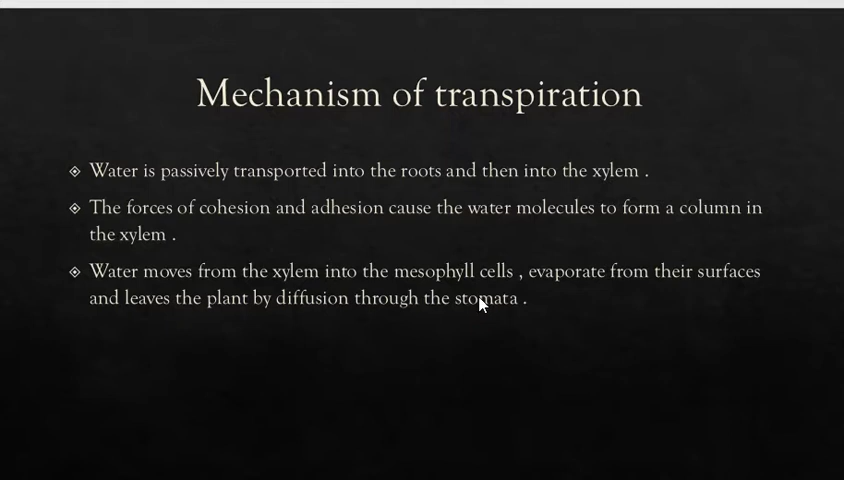 Mechanism of transpiration
Water is passively transported into the roots and then into the xylem .
The forces of cohesion and adhesion cause the water molecules to form a column in
the xylem .
Water moves from the xylem into the mesophyll cells , evaporate from their surfaces
and leaves the plant by diffusion through the stomata .